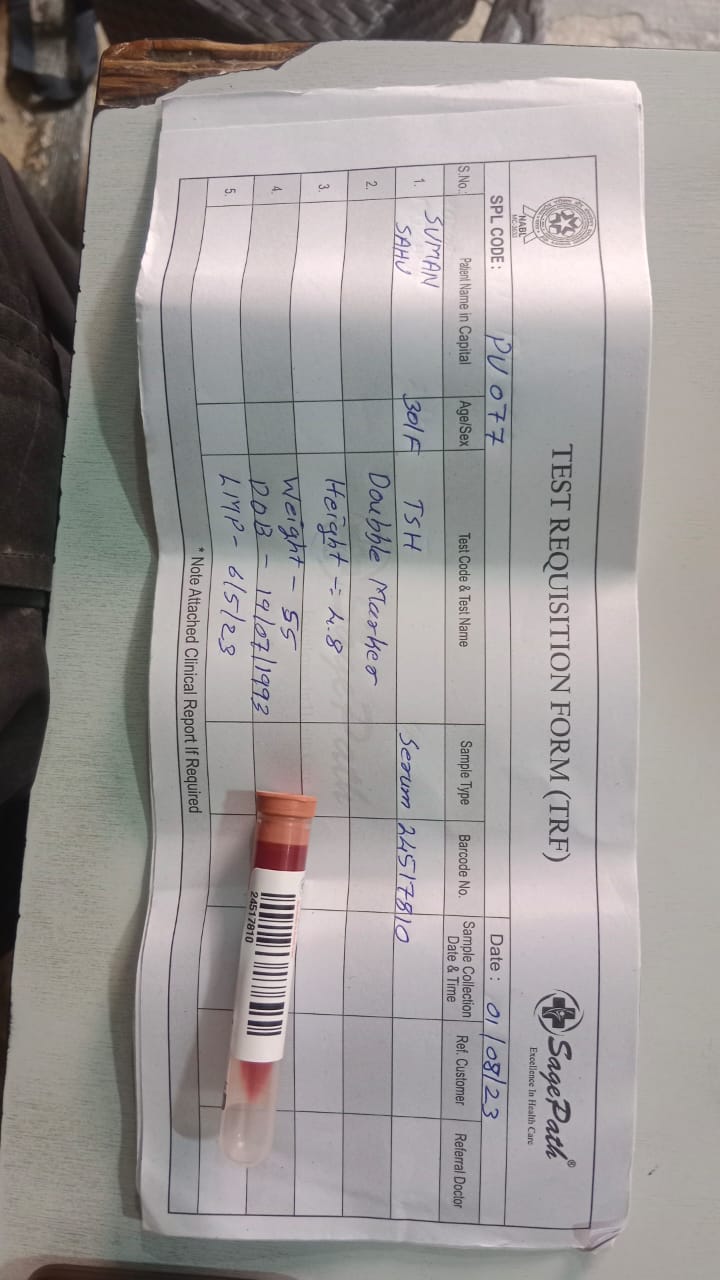 TEST REQUISITION FORM (TRF)
NABL
SagePath®
Excellence In Health Care
SPL CODE: PV077
Date: 01/08/23
S.No. Patient Name in Capital Age/Sex Test Code & Test Name Sample Type Barcode No. Sample Collection Date & Time Ref. Customer Referral Doctor
1. SUMAN SAHU 30/F TSH Serum 24517810
2. Doubble Marker
3. Height - 4.8
4. Weight - 55
DOB - 19/07/1993
5. LMP - 6/5/23
* Note Attached Clinical Report If Required
24517810